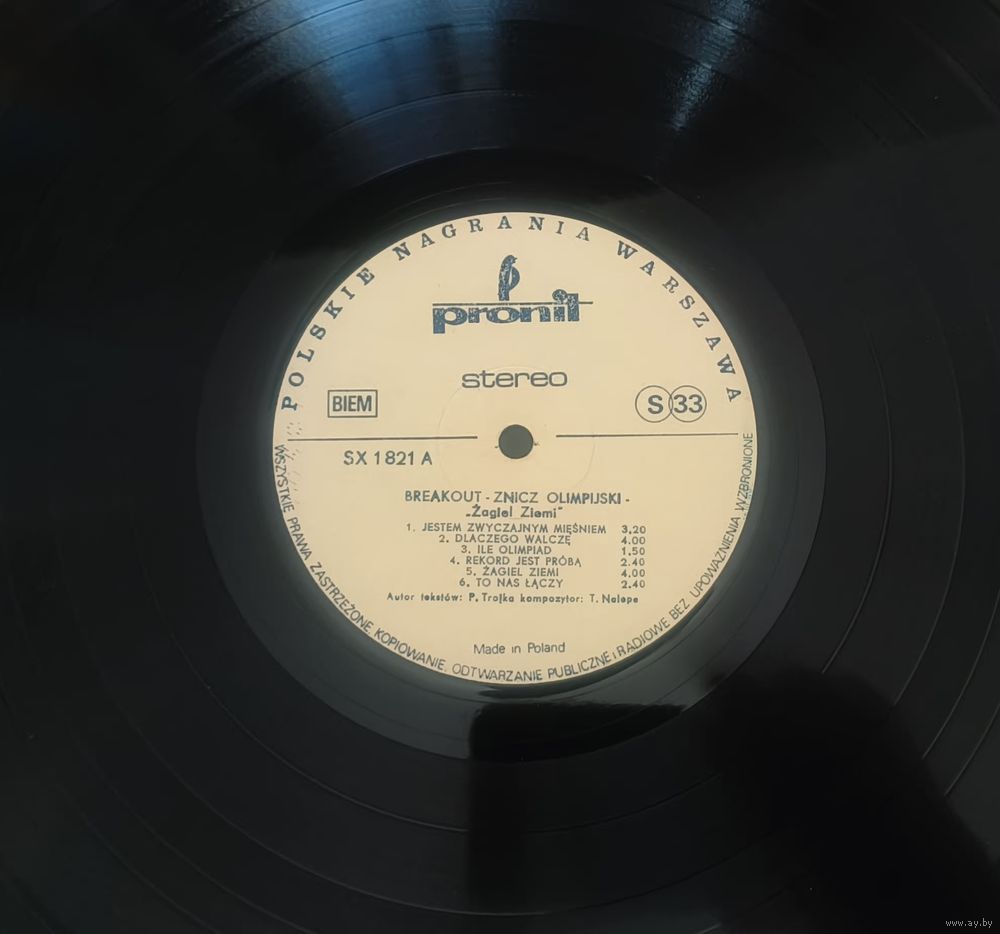 POLSKIE NAGRANIA WARSZAWA
pronit
stereo
BIEM
S 33
SX 1821 A
BREAKOUT - ZNICZ OLIMPIJSKI -
„Żagiel Ziemi"
1. JESTEM ZWYCZAJNYM MIĘŚNIEM 3,20
2. DLACZEGO WALCZĘ 4.00
3. ILE OLIMPIAD 1,50
4. REKORD JEST PRÓBĄ 2.40
5. ŻAGIEL ZIEMI 4,00
6. TO NAS ŁĄCZY 2.40
Autor tekstów: P. Trojka kompozytor: T. Nalepa
Made in Poland
WSZYSTKIE PRAWA ZASTRZEŻONE KOPIOWANIE. ODTWARZANIE PUBLICZNE i RADIOWE BEZ UPOWAŻNIENIA WZBRONIONE
www.ay.by